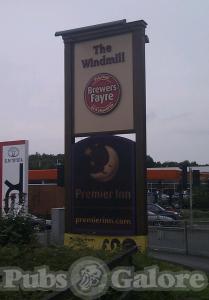 The
Windmill
Brewers
Fayre
Premier Inn
premierinn.com
Pubs Galore